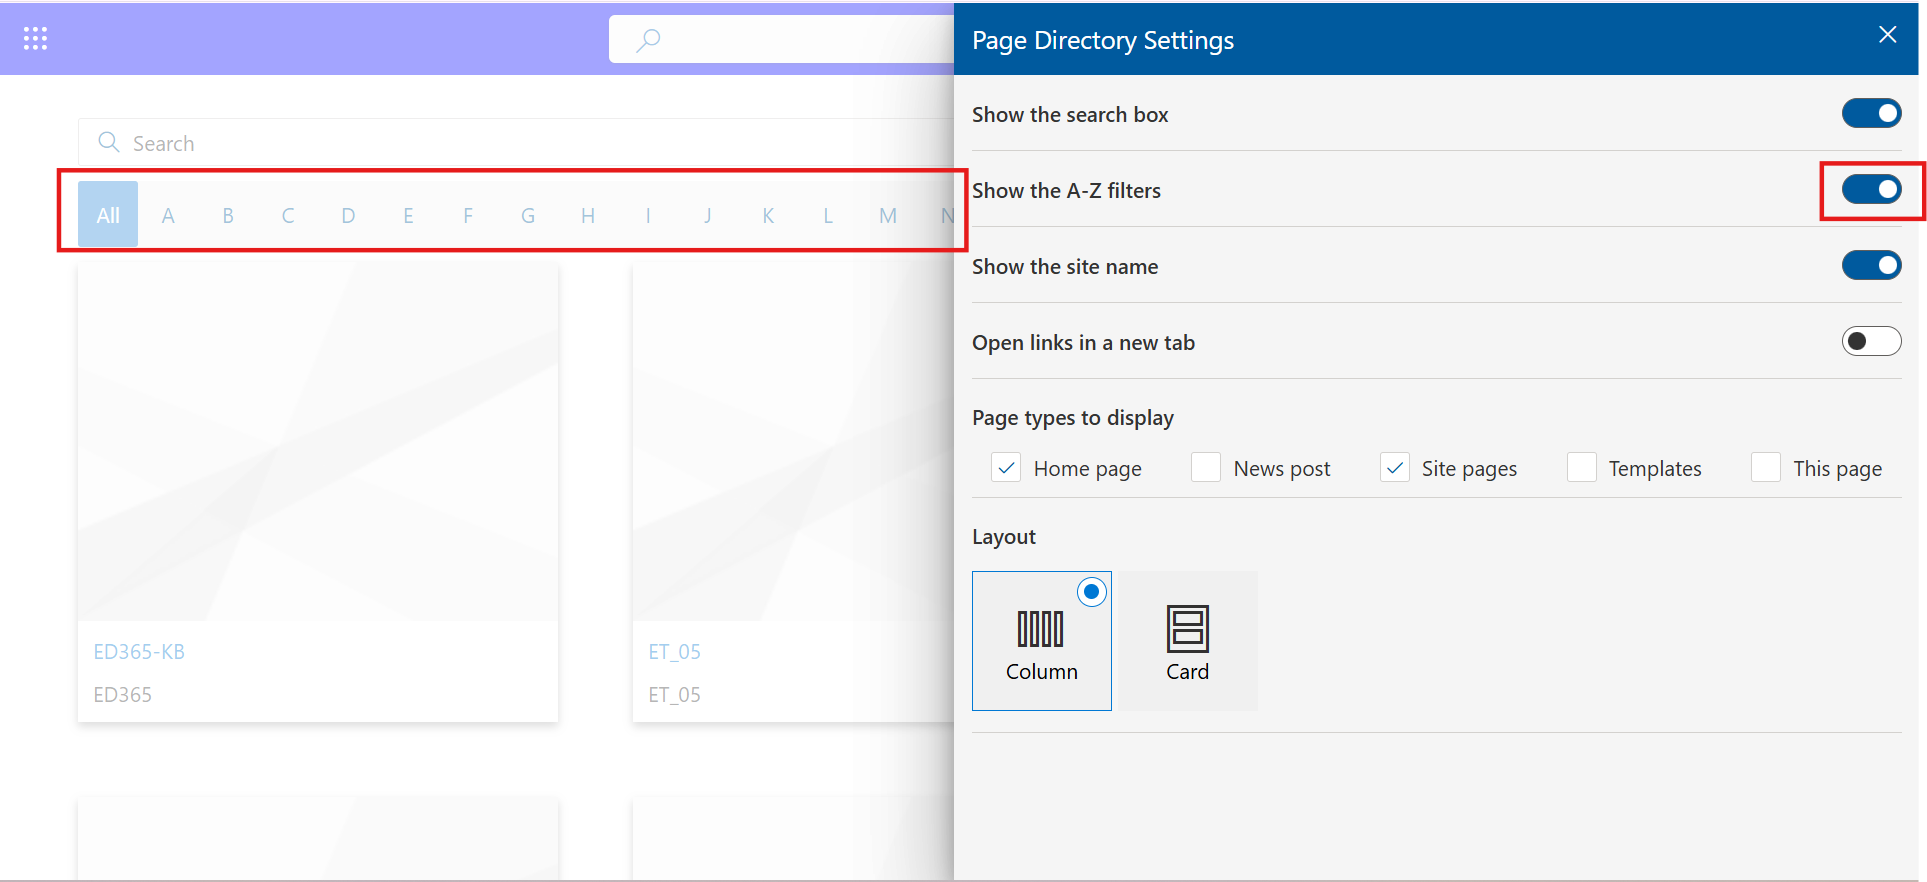 Page Directory Settings
Search
All A B C D E F G H I J K L M N
ED365-KB
ED365
ET_05
ET_05
Show the search box
Show the A-Z filters
Show the site name
Open links in a new tab
Page types to display
Home page News post Site pages Templates This page
Layout
Column Card